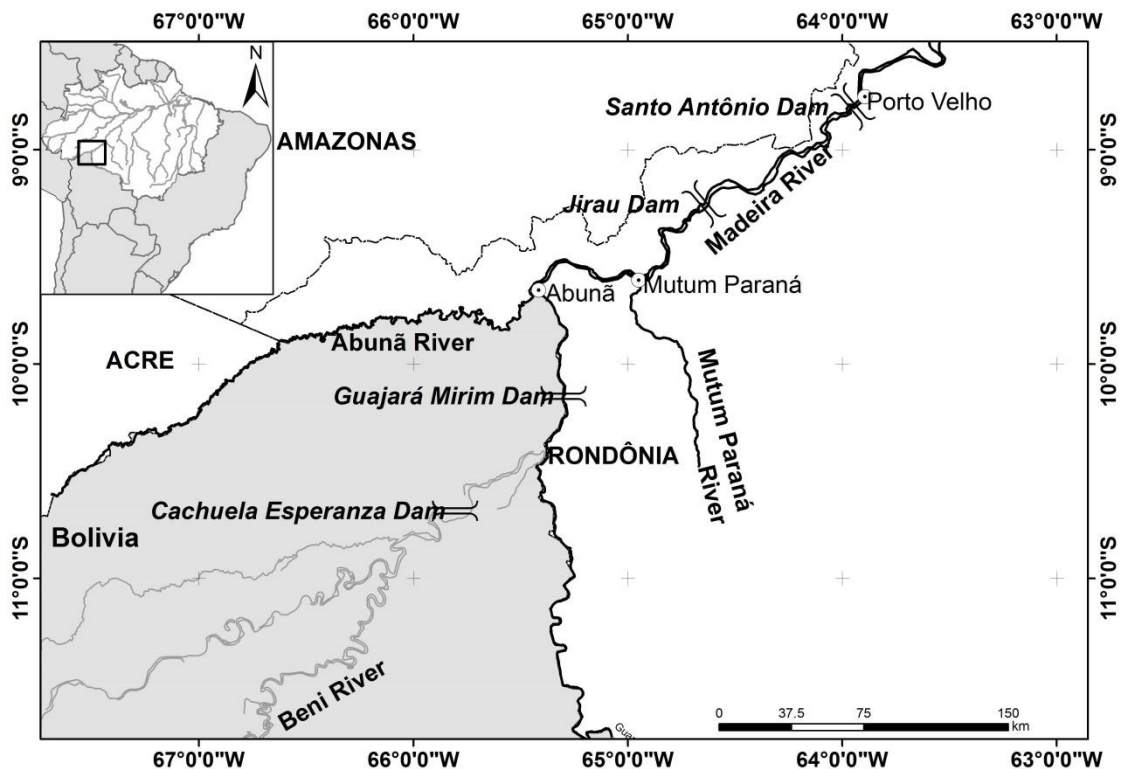 67°0'0"W
66°0'0"W
65°0'0"W
64°0'0"W
63°0'0"W
N
AMAZONAS
Santo Antônio Dam
Porto Velho
9°0'0"S
9°0'0"S
Jirau Dam
Madeira River
Abunã
Mutum Paraná
Abunã River
ACRE
10°0'0"S
10°0'0"S
Guajará Mirim Dam
Mutum Paraná
River
RONDÔNIA
Cachuela Esperanza Dam
Bolivia
11°0'0"S
11°0'0"S
Beni River
0
37.5
75
150
km
67°0'0"W
66°0'0"W
65°0'0"W
64°0'0"W
63°0'0"W